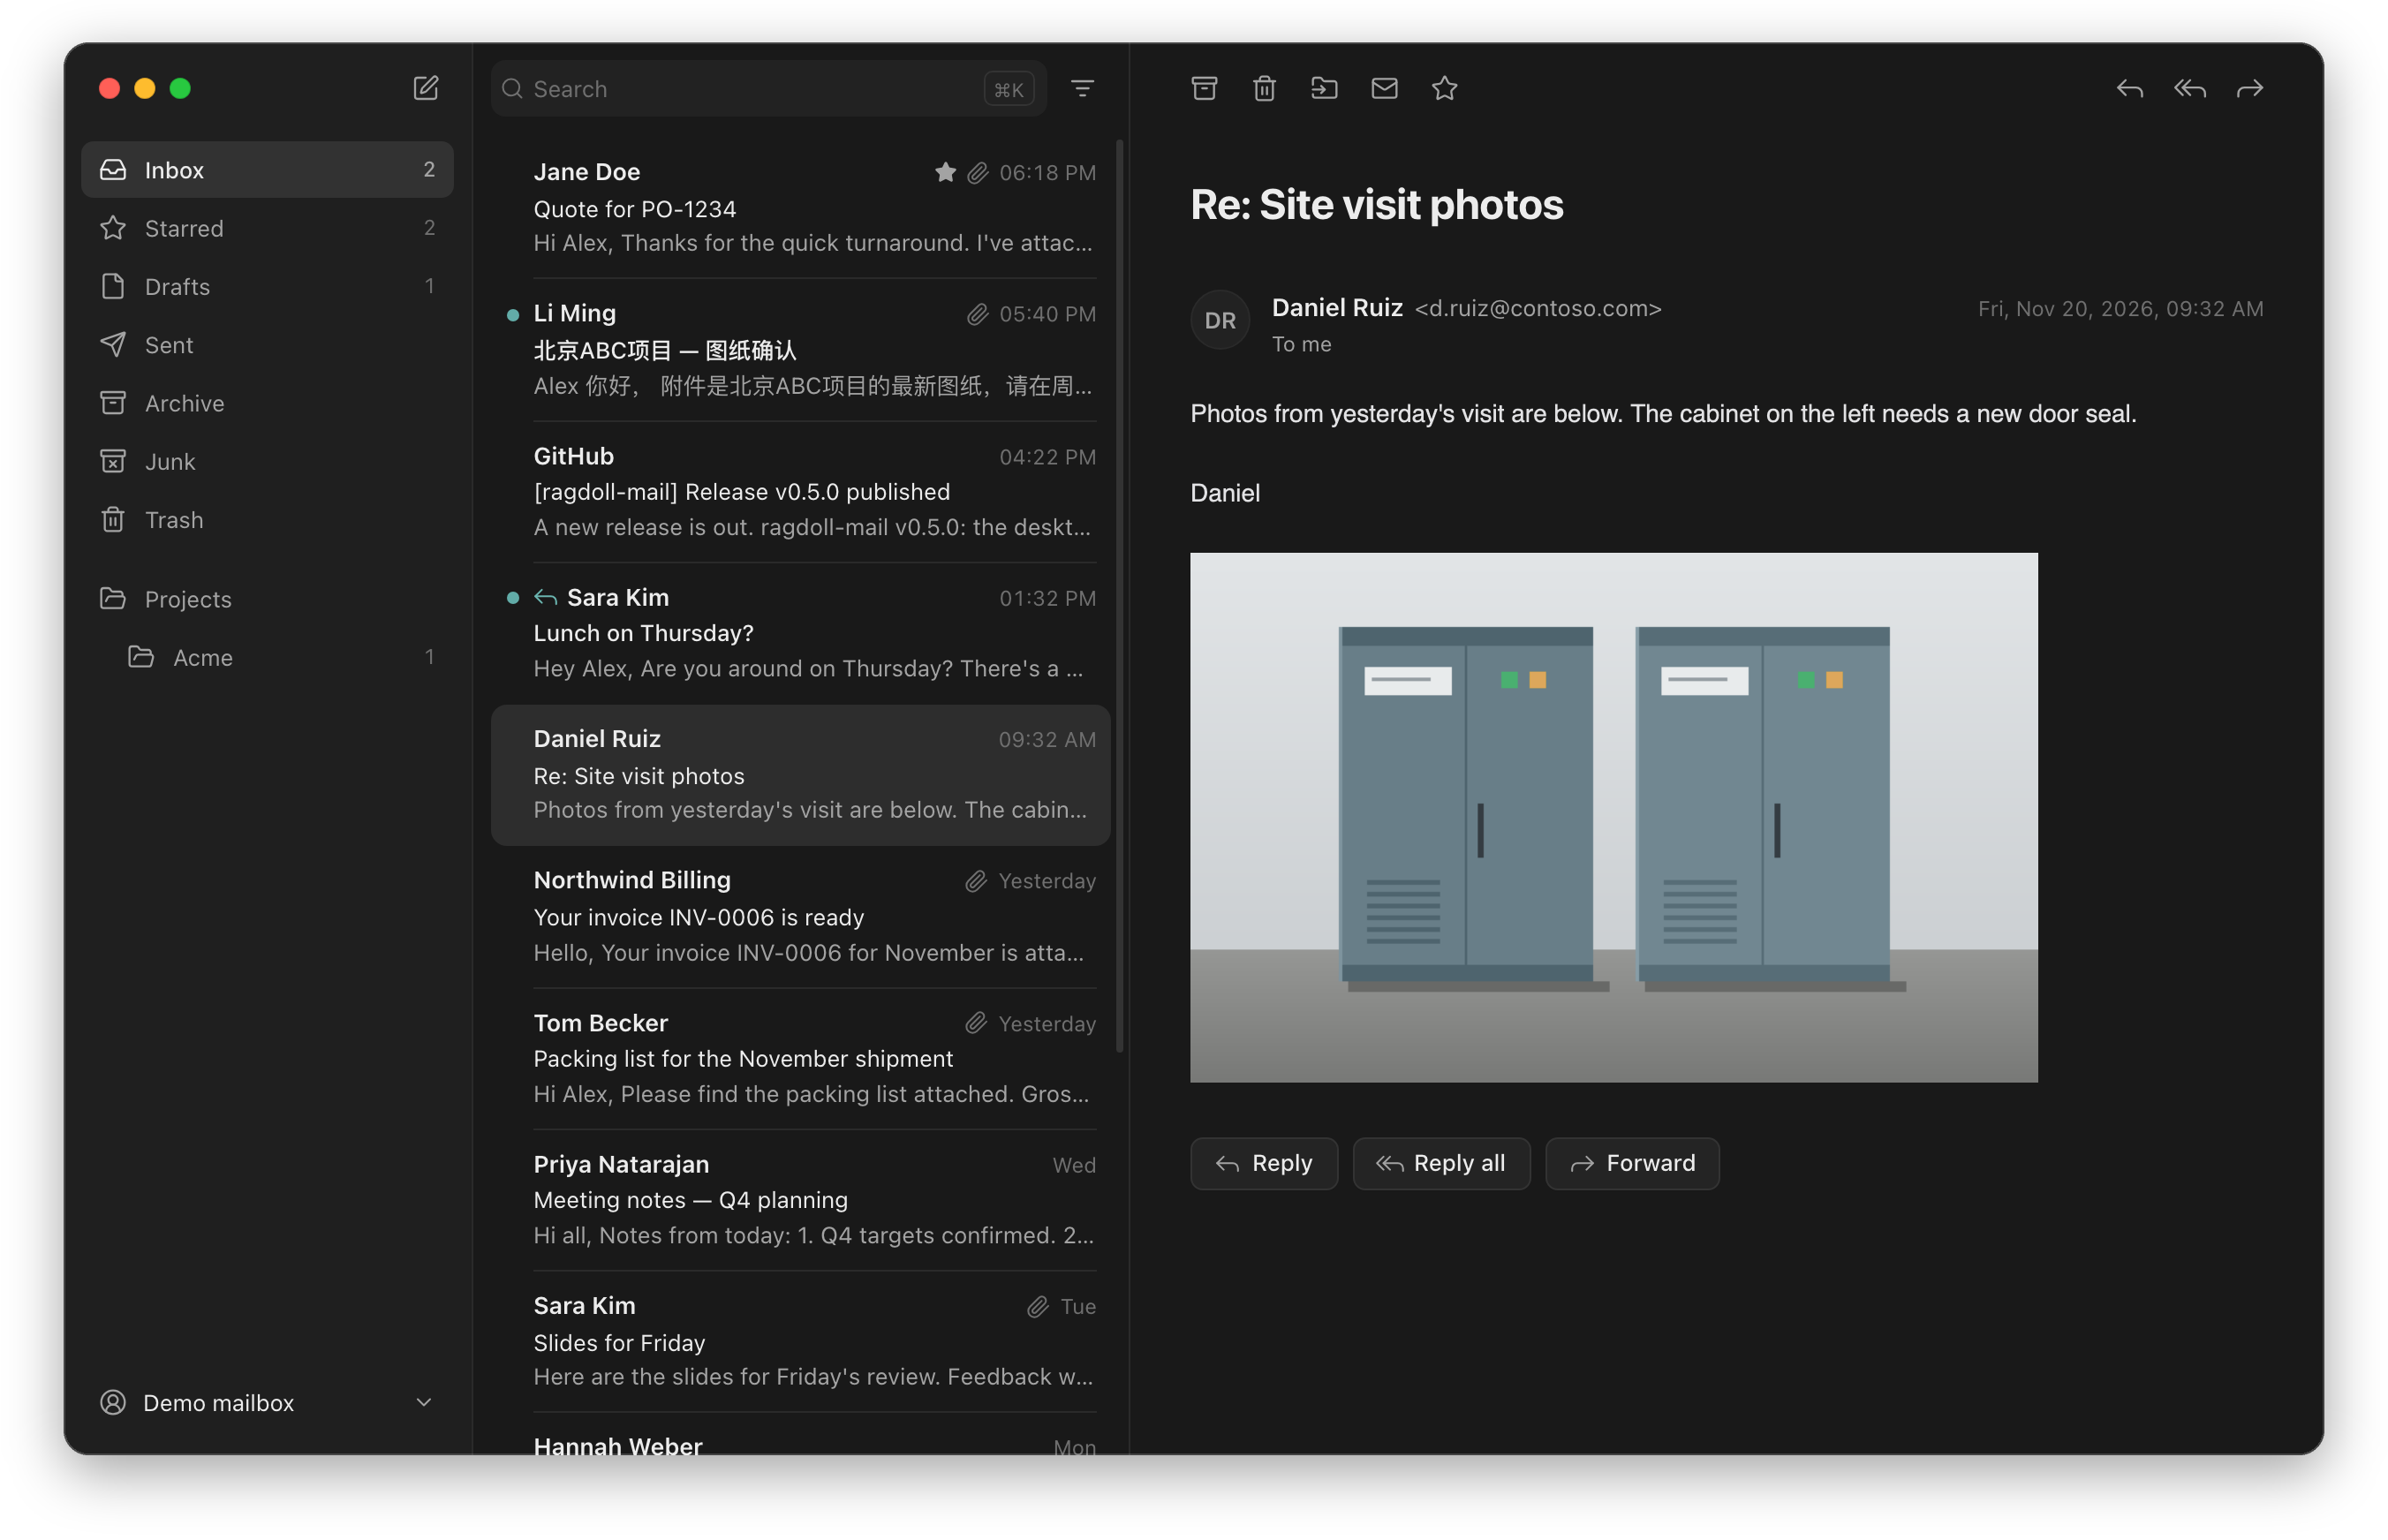 Inbox 2
Starred 2
Drafts 1
Sent
Archive
Junk
Trash
Projects
Acme 1
Demo mailbox
Search ⌘K
Jane Doe 06:18 PM
Quote for PO-1234
Hi Alex, Thanks for the quick turnaround. I've attac...
Li Ming 05:40 PM
北京ABC项目 — 图纸确认
Alex 你好， 附件是北京ABC项目的最新图纸，请在周...
GitHub 04:22 PM
[ragdoll-mail] Release v0.5.0 published
A new release is out. ragdoll-mail v0.5.0: the deskt...
Sara Kim 01:32 PM
Lunch on Thursday?
Hey Alex, Are you around on Thursday? There's a ...
Daniel Ruiz 09:32 AM
Re: Site visit photos
Photos from yesterday's visit are below. The cabin...
Northwind Billing Yesterday
Your invoice INV-0006 is ready
Hello, Your invoice INV-0006 for November is atta...
Tom Becker Yesterday
Packing list for the November shipment
Hi Alex, Please find the packing list attached. Gros...
Priya Natarajan Wed
Meeting notes — Q4 planning
Hi all, Notes from today: 1. Q4 targets confirmed. 2...
Sara Kim Tue
Slides for Friday
Here are the slides for Friday's review. Feedback w...
Hannah Weber Mon
Re: Site visit photos
DR
Daniel Ruiz <d.ruiz@contoso.com> Fri, Nov 20, 2026, 09:32 AM
To me
Photos from yesterday's visit are below. The cabinet on the left needs a new door seal.
Daniel
Reply Reply all Forward